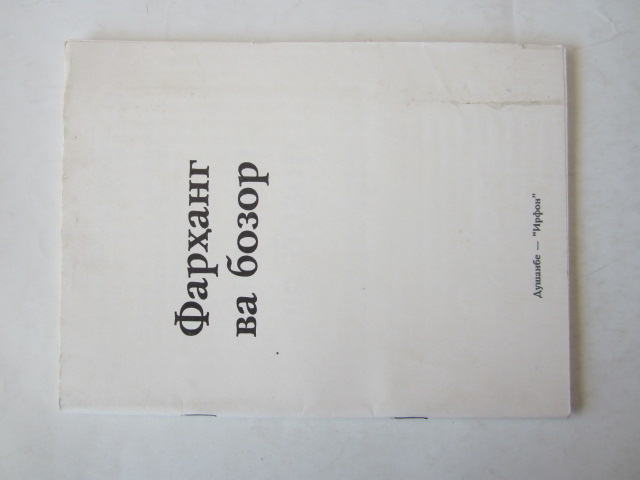 Фарҳанг
ва бозор
Душанбе — "Ирфон"